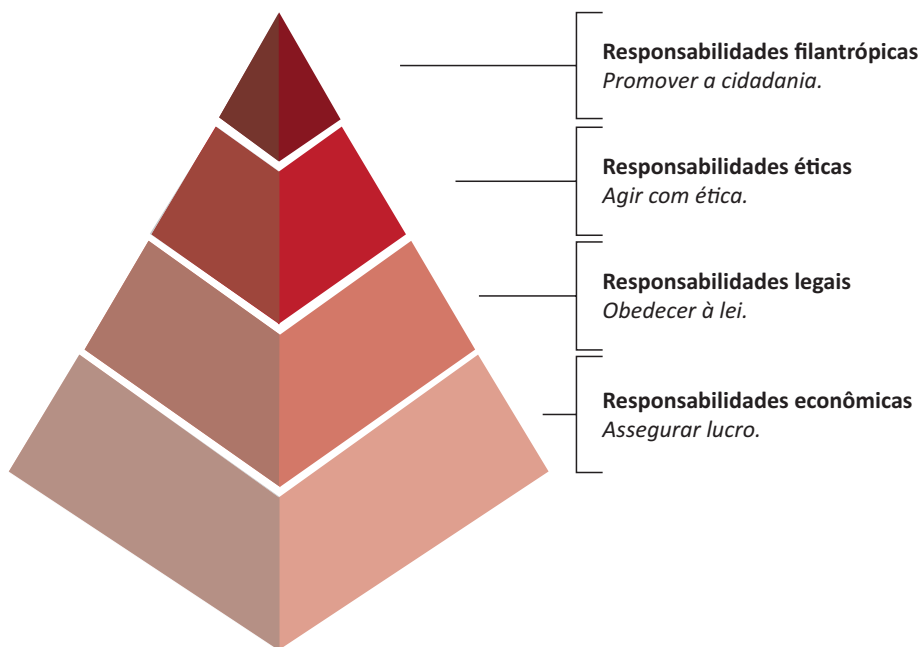 Responsabilidades filantrópicas
Promover a cidadania.
Responsabilidades éticas
Agir com ética.
Responsabilidades legais
Obedecer à lei.
Responsabilidades econômicas
Assegurar lucro.